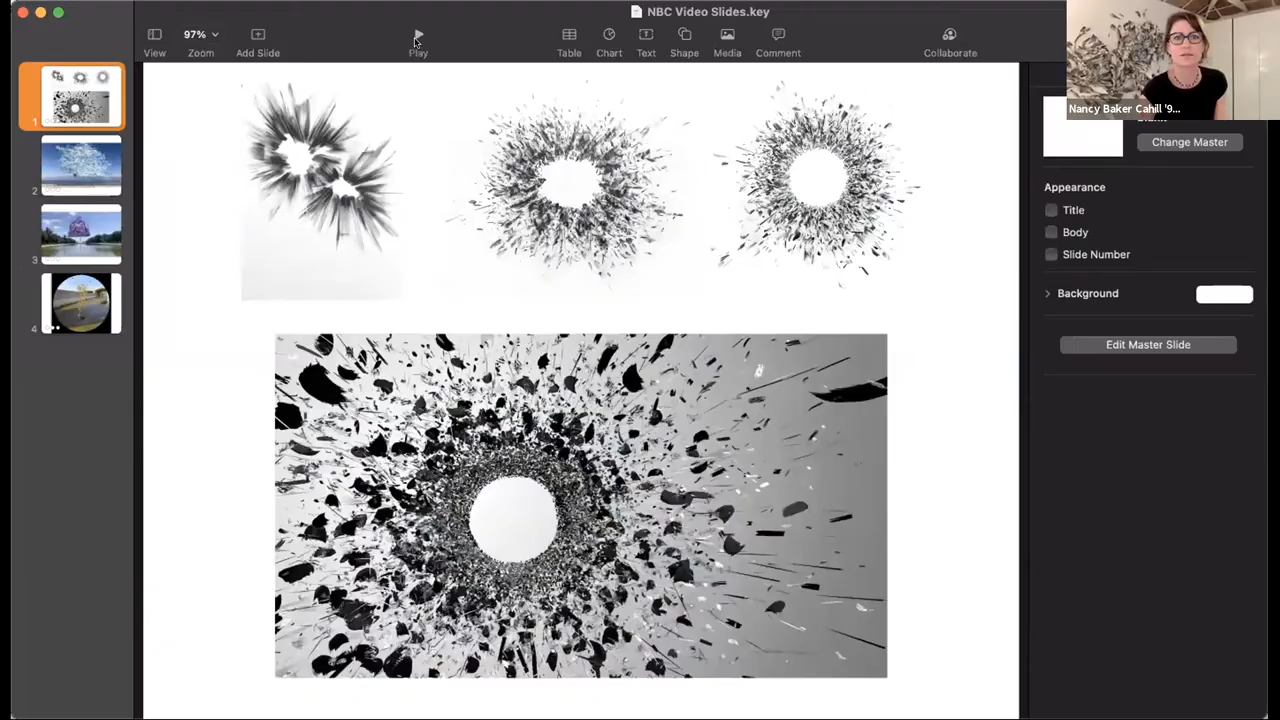 NBC Video Slides.key
97%
View
Zoom
Add Slide
Play
Table
Chart
Text
Shape
Media
Comment
Collaborate
Nancy Baker Cahill '9...
Change Master
Appearance
Title
Body
Slide Number
Background
Edit Master Slide
1
2
3
4